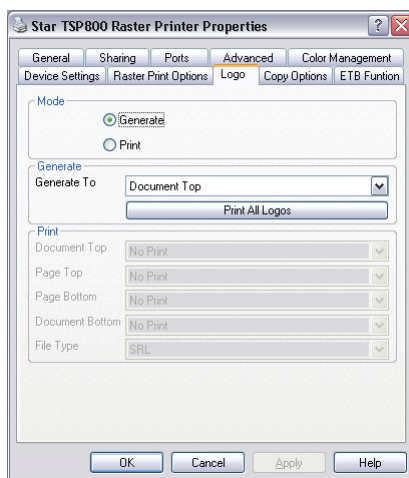 Star TSP800 Raster Printer Properties
General Sharing Ports Advanced Color Management
Device Settings Raster Print Options Logo Copy Options ETB Funtion
Mode
Generate
Print
Generate
Generate To Document Top
Print All Logos
Print
Document Top No Print
Page Top No Print
Page Bottom No Print
Document Bottom No Print
File Type SRL
OK Cancel Apply Help